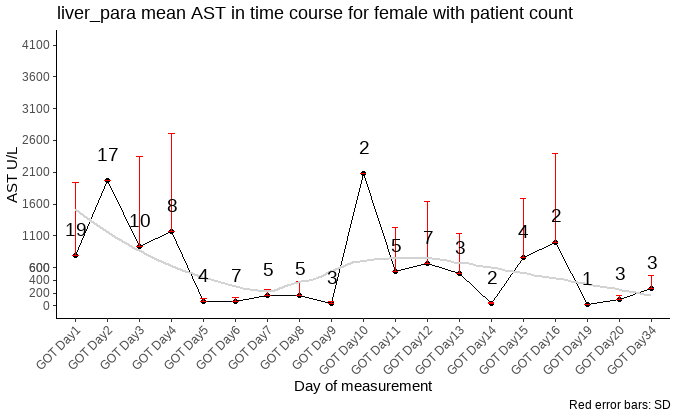 liver_para mean AST in time course for female with patient count
AST U/L
4100
3600
3100
2600
2100
1600
1100
600
400
200
0
19
17
10
8
4
7
5
5
3
2
5
7
3
2
4
2
1
3
3
GOT Day1
GOT Day2
GOT Day3
GOT Day4
GOT Day5
GOT Day6
GOT Day7
GOT Day8
GOT Day9
GOT Day10
GOT Day11
GOT Day12
GOT Day13
GOT Day14
GOT Day15
GOT Day16
GOT Day19
GOT Day20
GOT Day34
Day of measurement
Red error bars: SD